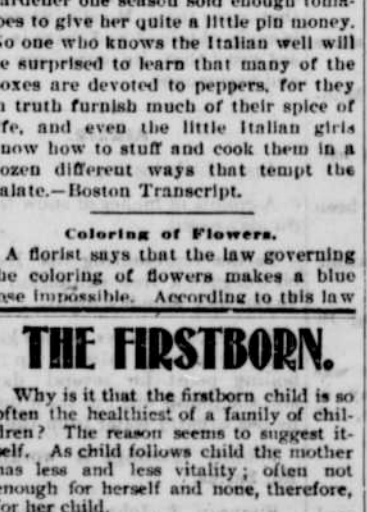 gardener one season sold enough toma-
oes to give her quite a little pin money.
o one who knows the Italian well will
e surprised to learn that many of the
oxes are devoted to peppers, for they
n truth furnish much of their spice of
fe, and even the little Italian girls
now how to stuff and cook them in a
ozen different ways that tempt the
alate.—Boston Transcript.
Coloring of Flowers.
A florist says that the law governing
he coloring of flowers makes a blue
ose impossible. According to this law
THE FIRSTBORN.
Why is it that the firstborn child is so
often the healthiest of a family of chil-
dren? The reason seems to suggest it-
self. As child follows child the mother
has less and less vitality; often not
enough for herself and none, therefore,
for her child.